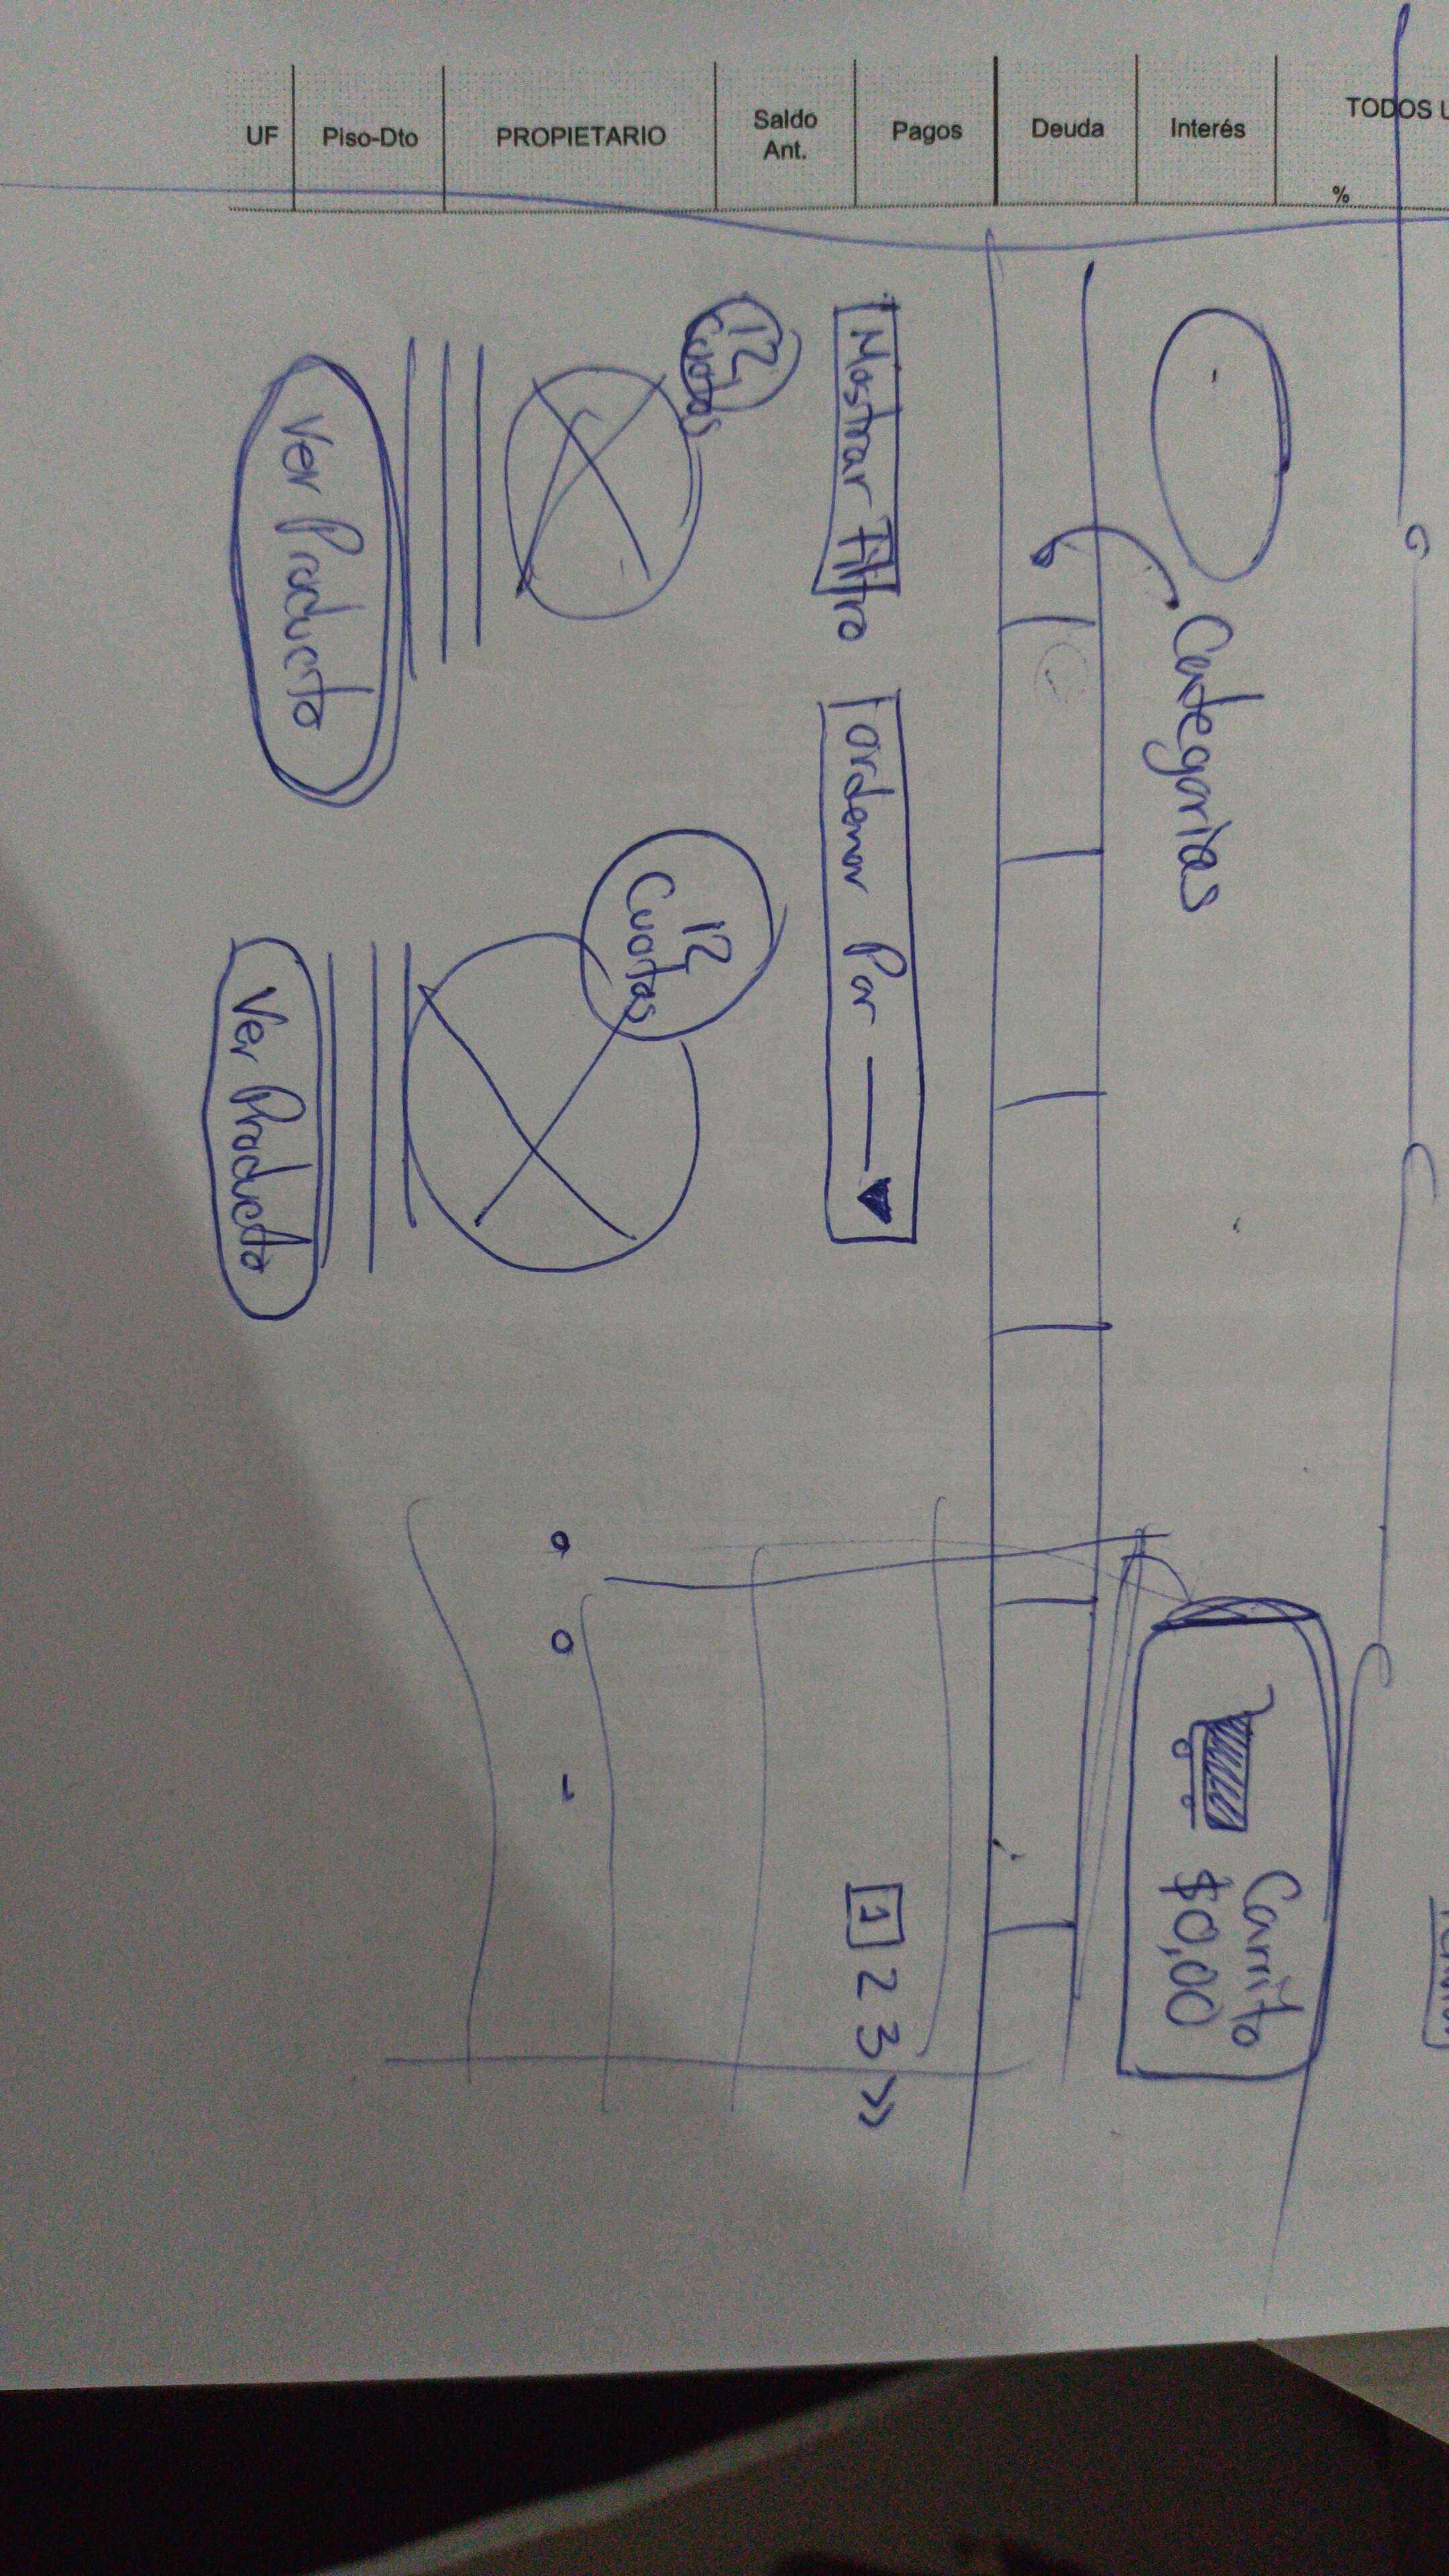 UF
Piso-Dto
PROPIETARIO
Saldo
Ant.
Pagos
Deuda
Interés
TODOS
%
Categorias
Carrito
$0,00
Mostrar Filtro
ordenar Por
1 2 3 »
12
Cuotas
12
Cuotas
Ver Producto
Ver Producto